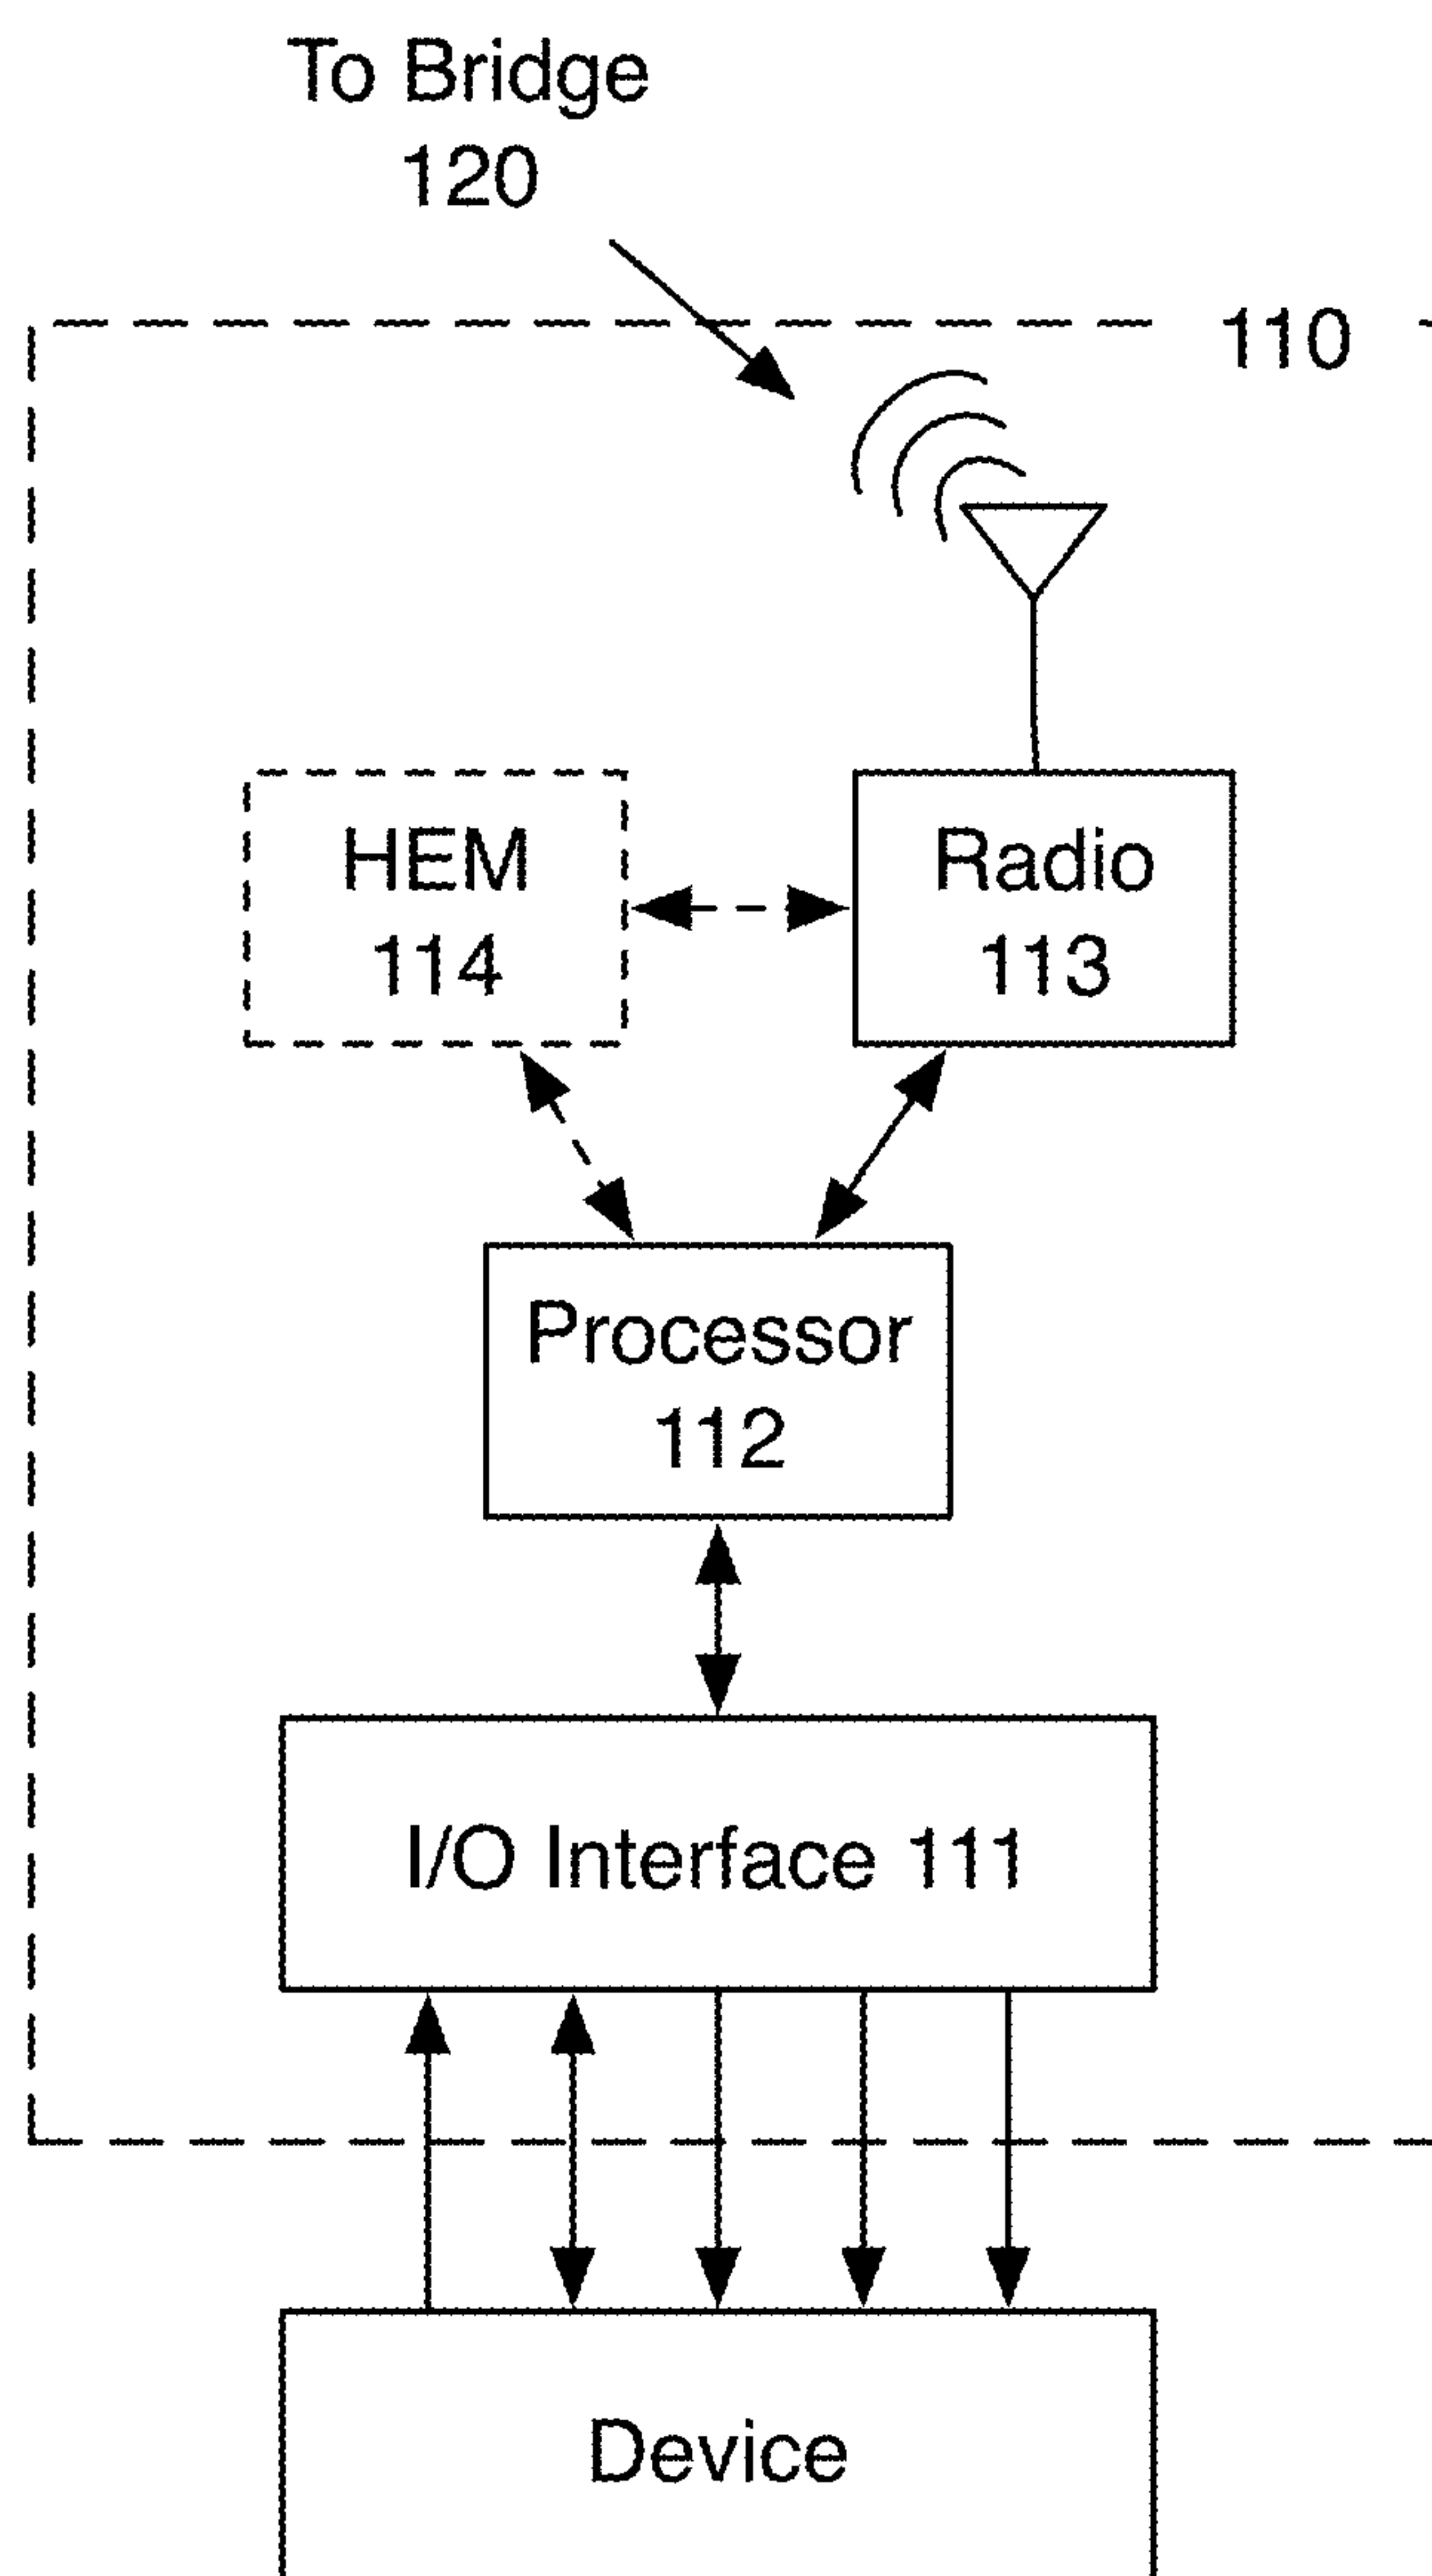 To Bridge
120
110
HEM
114
Radio
113
Processor
112
I/O Interface 111
Device